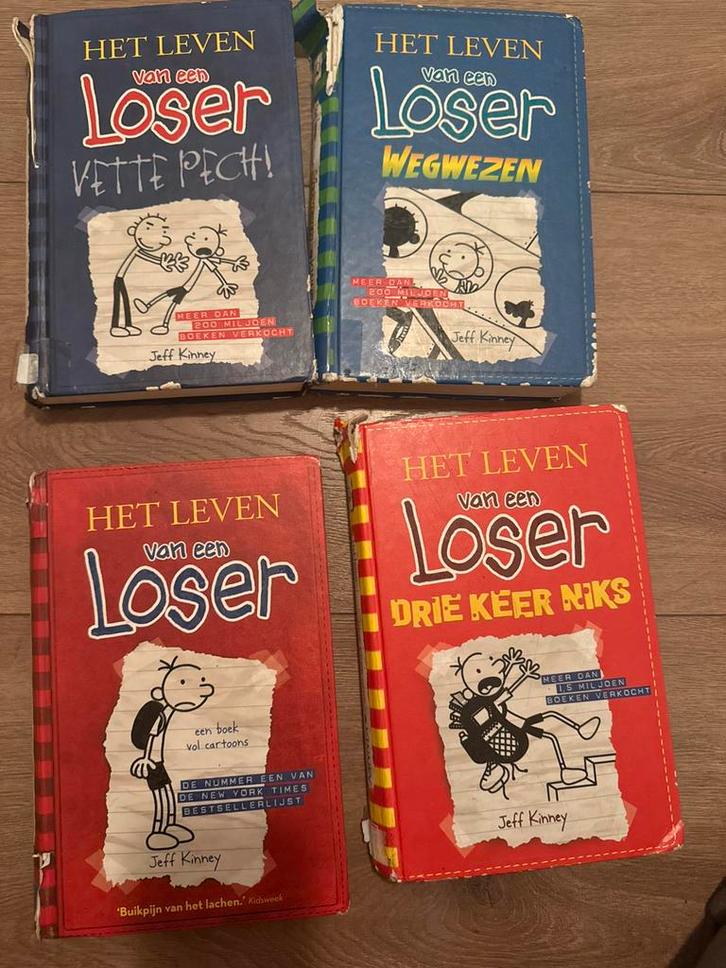 HET LEVEN
van een
Loser
VETTE PECH!
MEER DAN
200 MILJOEN
BOEKEN VERKOCHT
Jeff Kinney
HET LEVEN
van een
Loser
WEGWEZEN
MEER DAN
200 MILJOEN
BOEKEN VERKOCHT
Jeff Kinney
HET LEVEN
van een
Loser
een boek
vol cartoons
DE NUMMER EEN VAN
DE NEW YORK TIMES
BESTSELLERLIJST
Jeff Kinney
'Buikpijn van het lachen.' Kidsweek
HET LEVEN
van een
Loser
DRIE KEER NIKS
MEER DAN
1,5 MILJOEN
BOEKEN VERKOCHT
Jeff Kinney